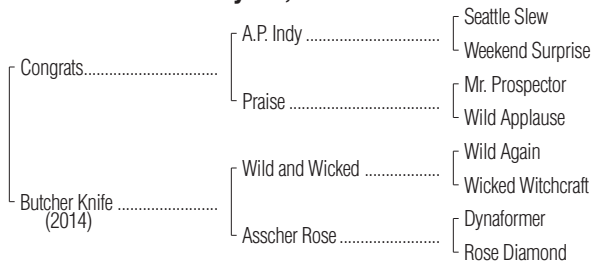 Seattle Slew
A.P. Indy ..............................
Weekend Surprise
Congrats..............................
Mr. Prospector
Praise ..................................
Wild Applause
Wild Again
Wild and Wicked .................
Wicked Witchcraft
Butcher Knife ......................
(2014)
Dynaformer
Asscher Rose......................
Rose Diamond